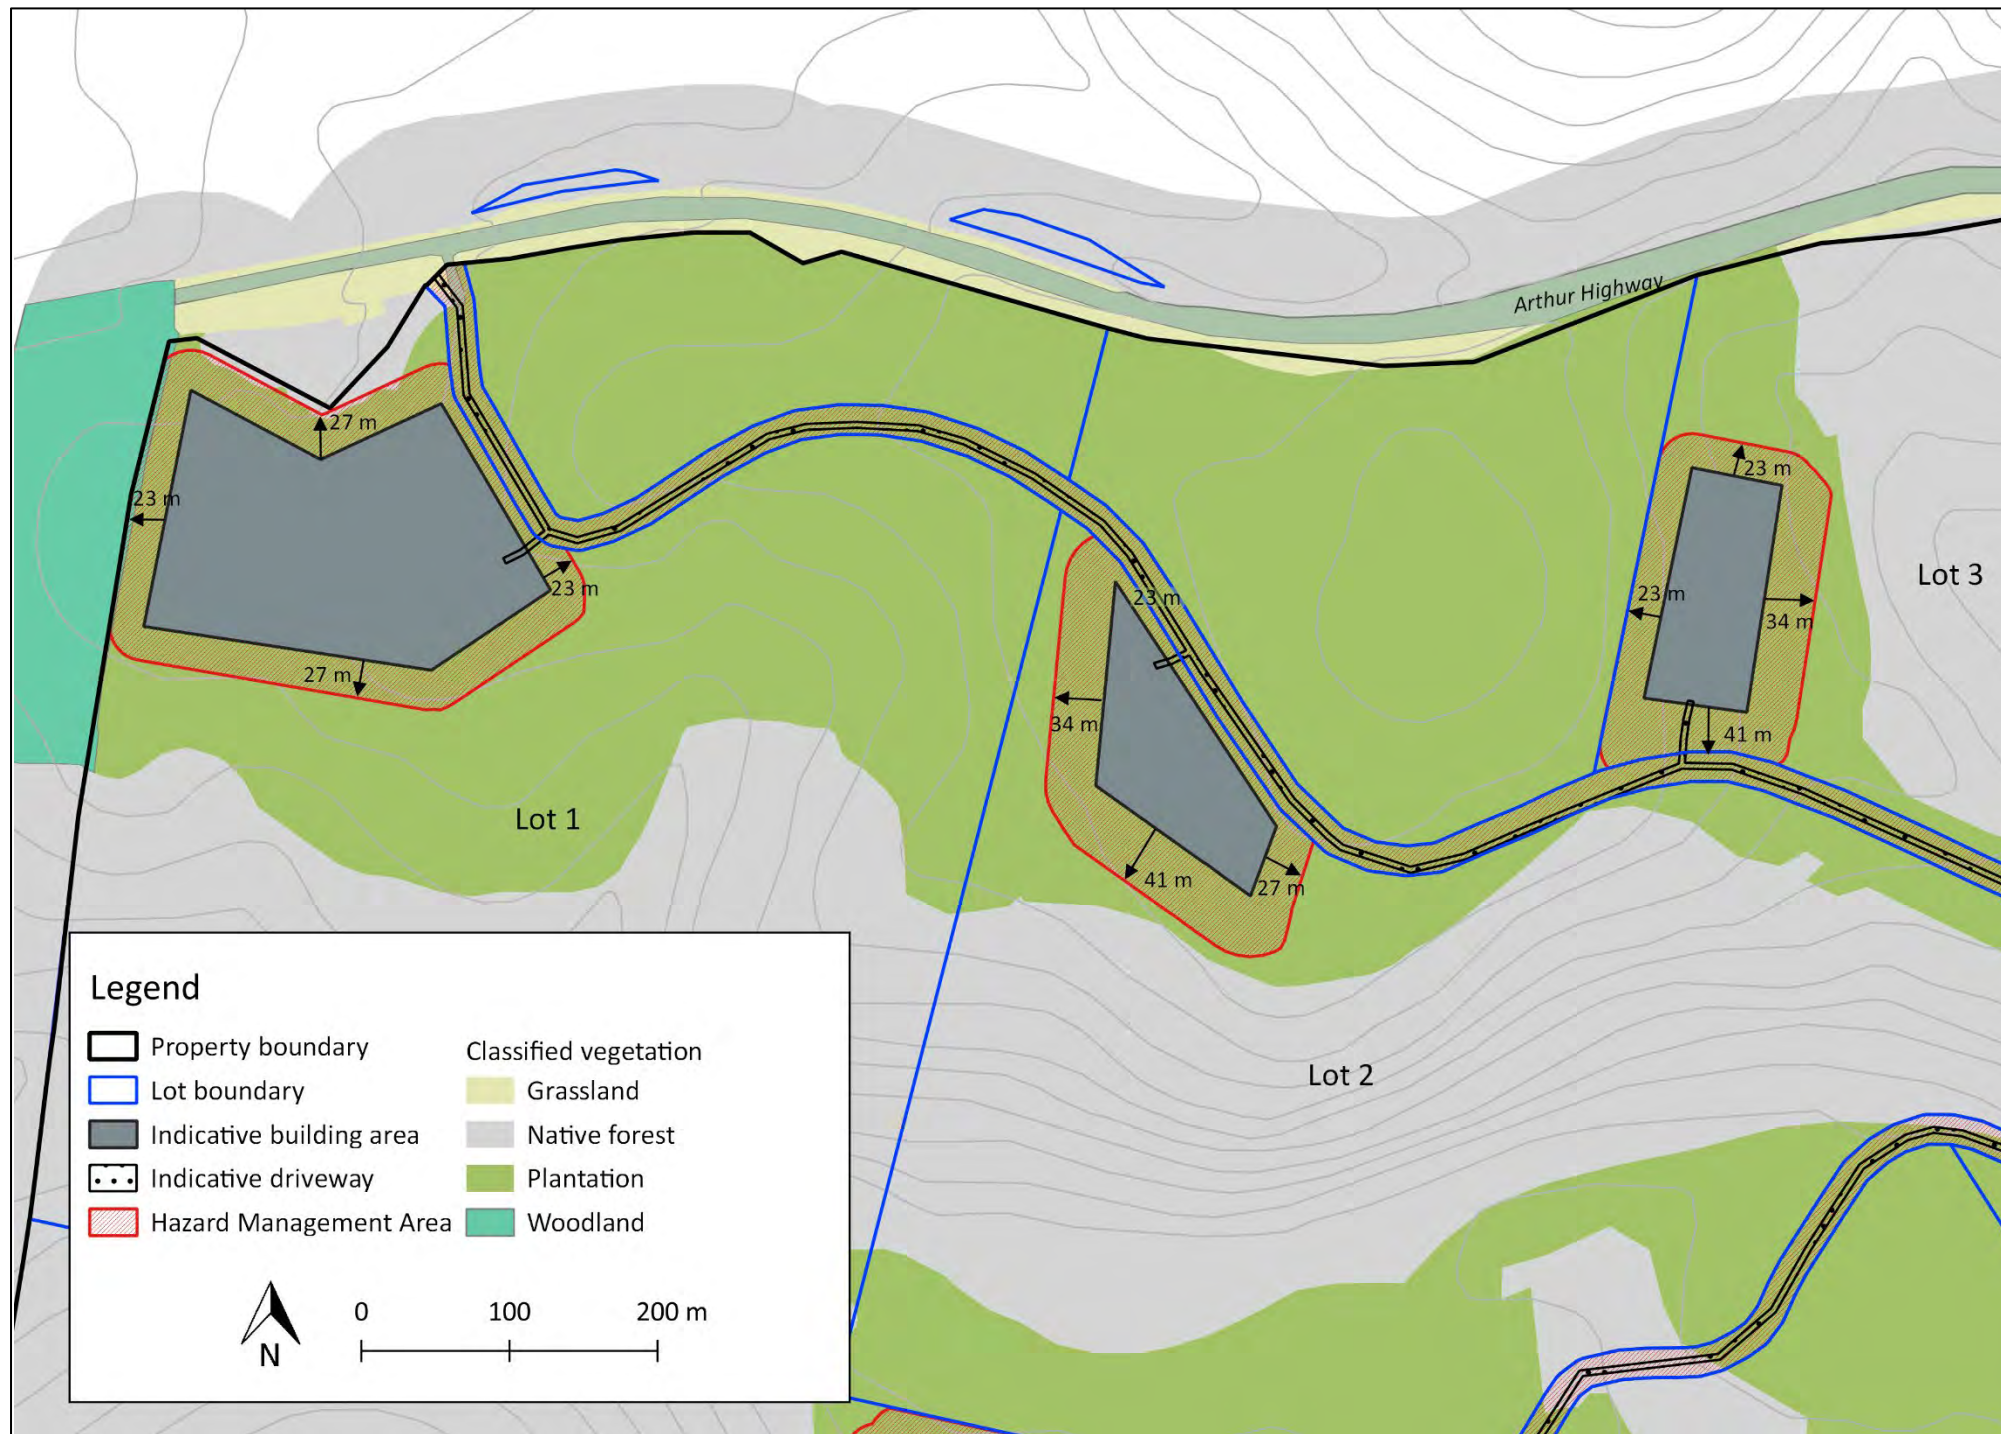 Arthur Highway
27 m
23 m
23 m
27 m
23 m
34 m
41 m
27 m
23 m
23 m
34 m
41 m
Lot 3
Lot 1
Lot 2
Legend
Property boundary
Lot boundary
Indicative building area
Indicative driveway
Hazard Management Area
Classified vegetation
Grassland
Native forest
Plantation
Woodland
N
0 100 200 m